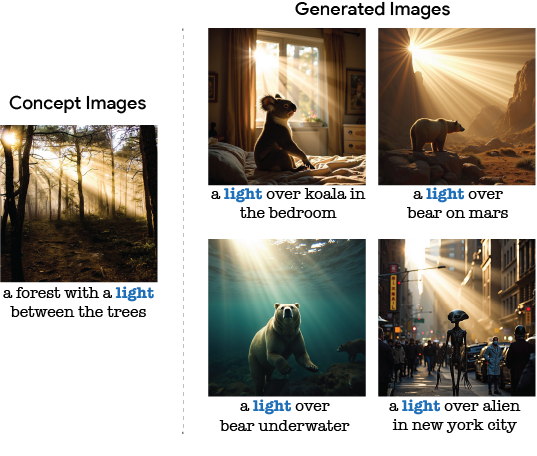 Generated Images
Concept Images
a light over koala in
the bedroom
a light over
bear on mars
a forest with a light
between the trees
a light over
bear underwater
a light over alien
in new york city